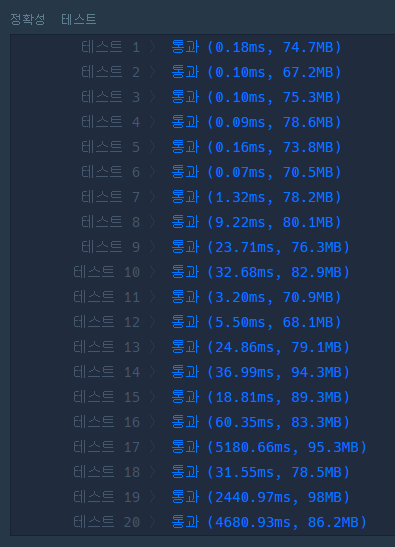 정확성 테스트
테스트 1 〉 통과 (0.18ms, 74.7MB)
테스트 2 〉 통과 (0.10ms, 67.2MB)
테스트 3 〉 통과 (0.10ms, 75.3MB)
테스트 4 〉 통과 (0.09ms, 78.6MB)
테스트 5 〉 통과 (0.16ms, 73.8MB)
테스트 6 〉 통과 (0.07ms, 70.5MB)
테스트 7 〉 통과 (1.32ms, 78.2MB)
테스트 8 〉 통과 (9.22ms, 80.1MB)
테스트 9 〉 통과 (23.71ms, 76.3MB)
테스트 10 〉 통과 (32.68ms, 82.9MB)
테스트 11 〉 통과 (3.20ms, 70.9MB)
테스트 12 〉 통과 (5.50ms, 68.1MB)
테스트 13 〉 통과 (24.86ms, 79.1MB)
테스트 14 〉 통과 (36.99ms, 94.3MB)
테스트 15 〉 통과 (18.81ms, 89.3MB)
테스트 16 〉 통과 (60.35ms, 83.3MB)
테스트 17 〉 통과 (5180.66ms, 95.3MB)
테스트 18 〉 통과 (31.55ms, 78.5MB)
테스트 19 〉 통과 (2440.97ms, 98MB)
테스트 20 〉 통과 (4680.93ms, 86.2MB)